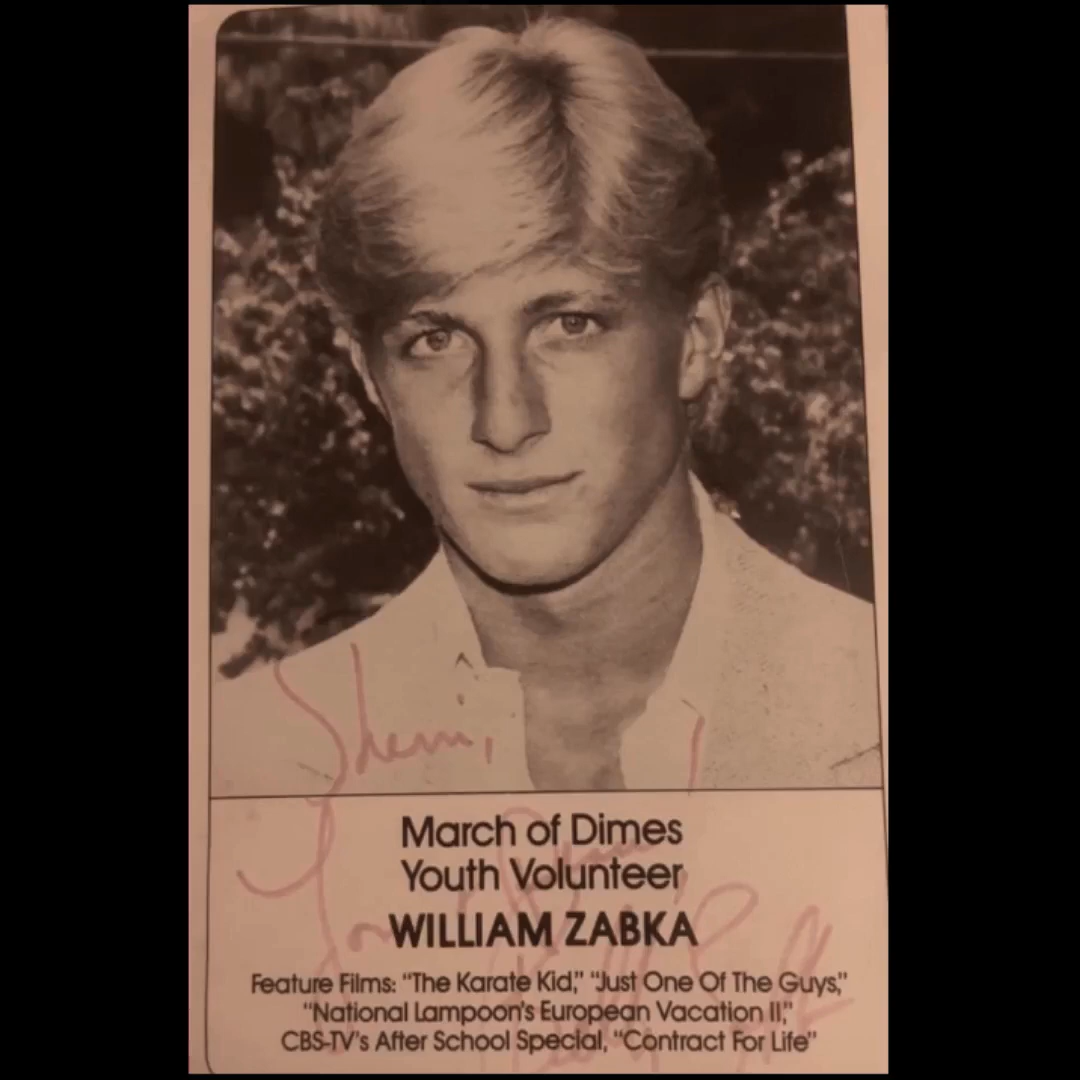 Sherri,
March of Dimes
Youth Volunteer
WILLIAM ZABKA
Feature Films: “The Karate Kid,” “Just One Of The Guys,”
“National Lampoon’s European Vacation II,”
CBS-TV’s After School Special, “Contract For Life”